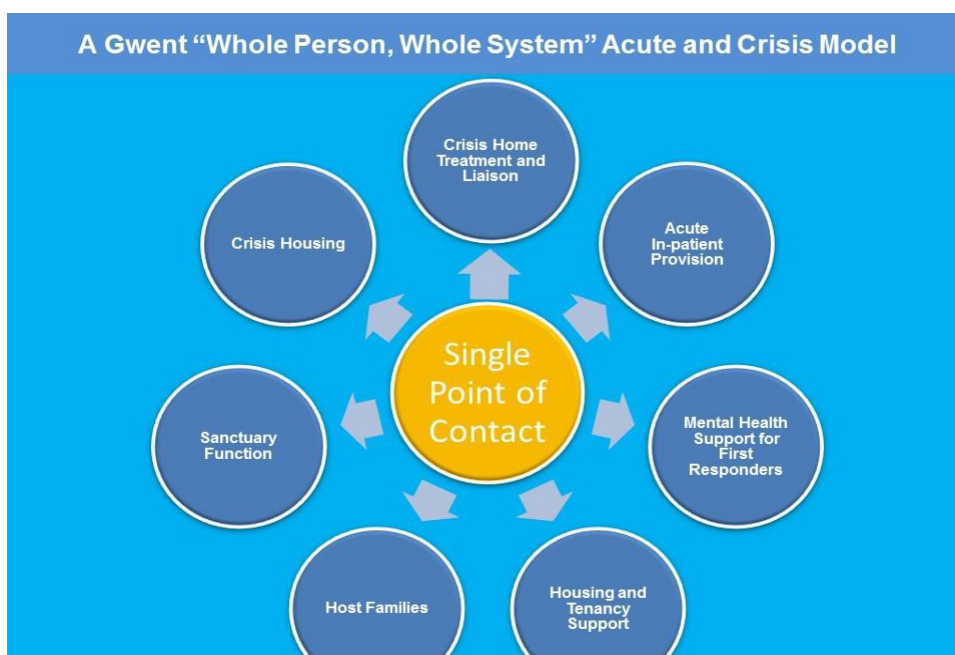 A Gwent “Whole Person, Whole System” Acute and Crisis Model
Crisis Home
Treatment and
Liaison
Acute
In-patient
Provision
Mental Health
Support for
First
Responders
Housing and
Tenancy
Support
Host Families
Sanctuary
Function
Crisis Housing
Single
Point of
Contact